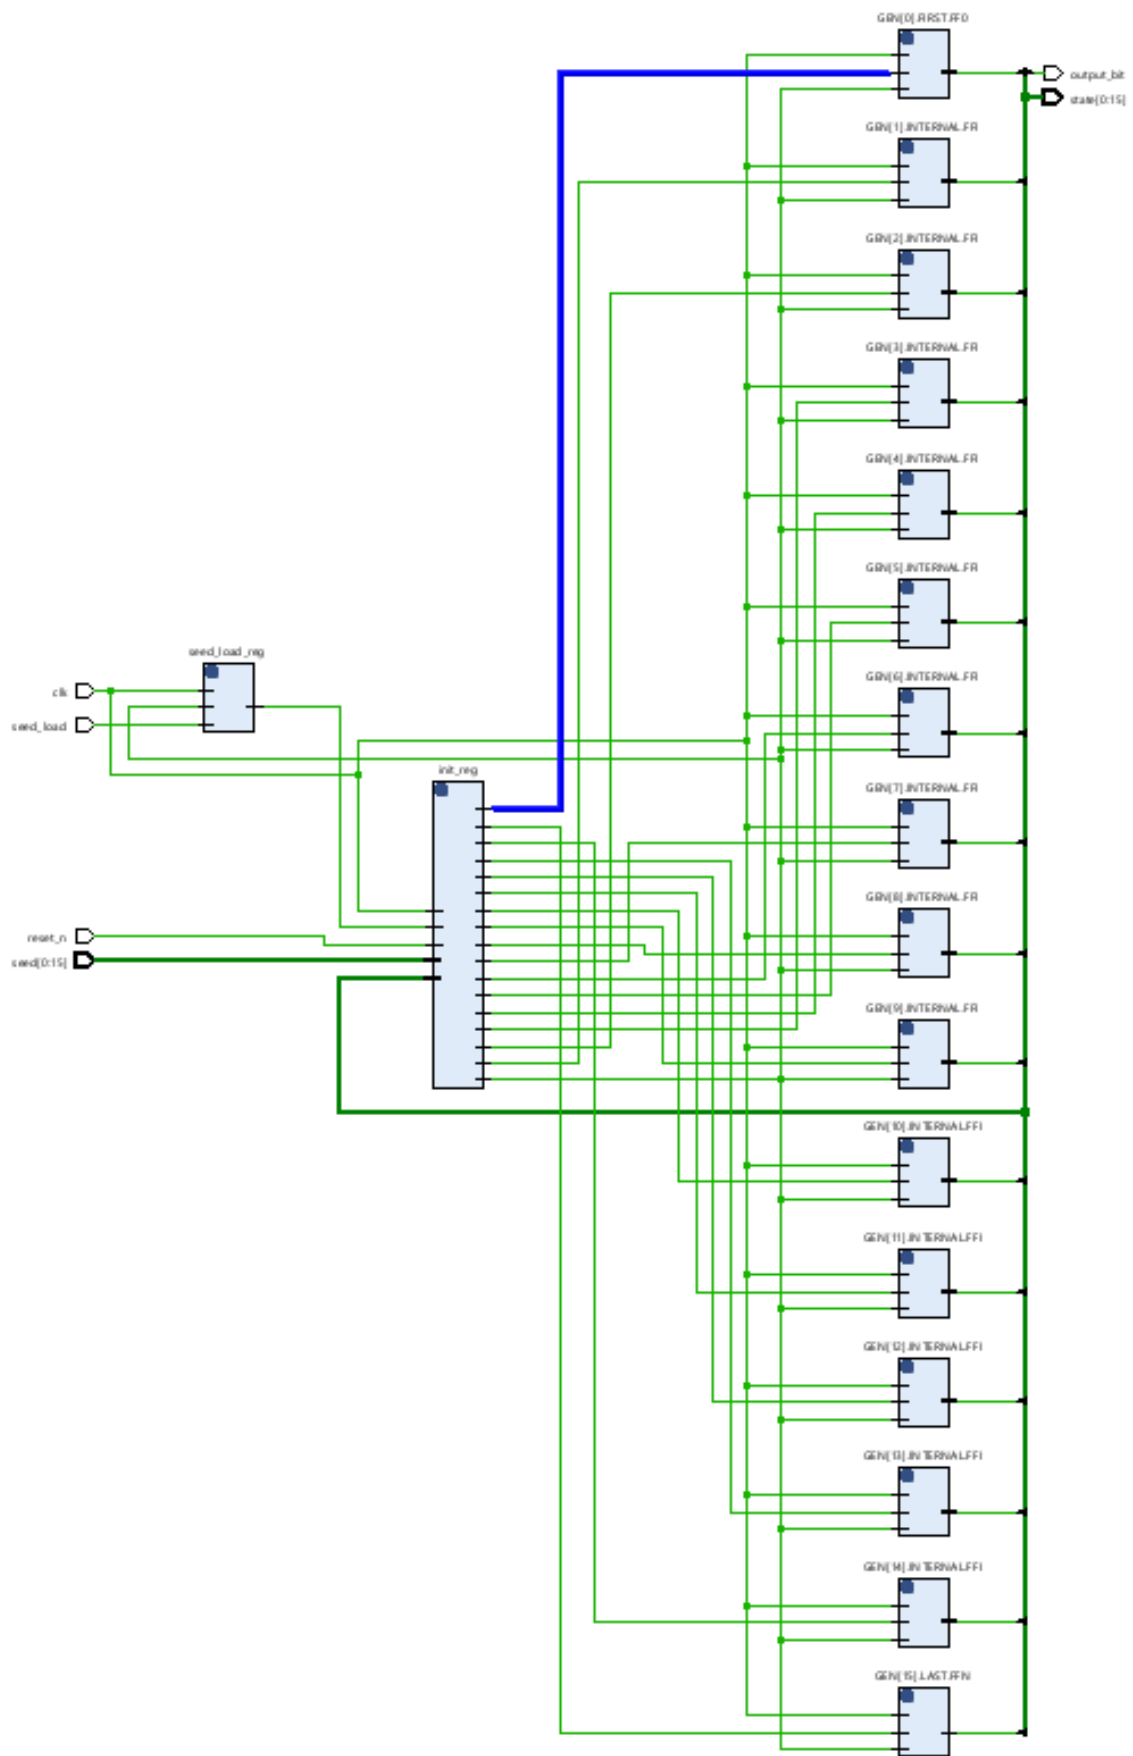 GEN[0].FIRST.FF0
output_bit
state[0:15]
GEN[1].INTERNAL.FFI
GEN[2].INTERNAL.FFI
GEN[3].INTERNAL.FFI
GEN[4].INTERNAL.FFI
GEN[5].INTERNAL.FFI
seed_load_reg
GEN[6].INTERNAL.FFI
clk
seed_load
init_reg
GEN[7].INTERNAL.FFI
GEN[8].INTERNAL.FFI
reset_n
seed[0:15]
GEN[9].INTERNAL.FFI
GEN[10].INTERNAL.FFI
GEN[11].INTERNAL.FFI
GEN[12].INTERNAL.FFI
GEN[13].INTERNAL.FFI
GEN[14].INTERNAL.FFI
GEN[15].LAST.FFN